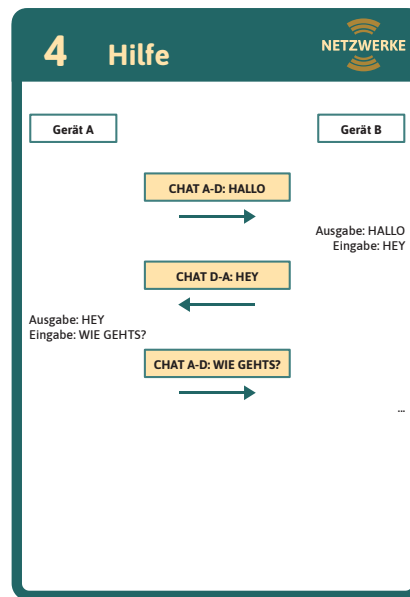 4 Hilfe
NETZWERKE
Gerät A
Gerät B
CHAT A-D: HALLO
Ausgabe: HALLO
Eingabe: HEY
CHAT D-A: HEY
Ausgabe: HEY
Eingabe: WIE GEHTS?
CHAT A-D: WIE GEHTS?
...